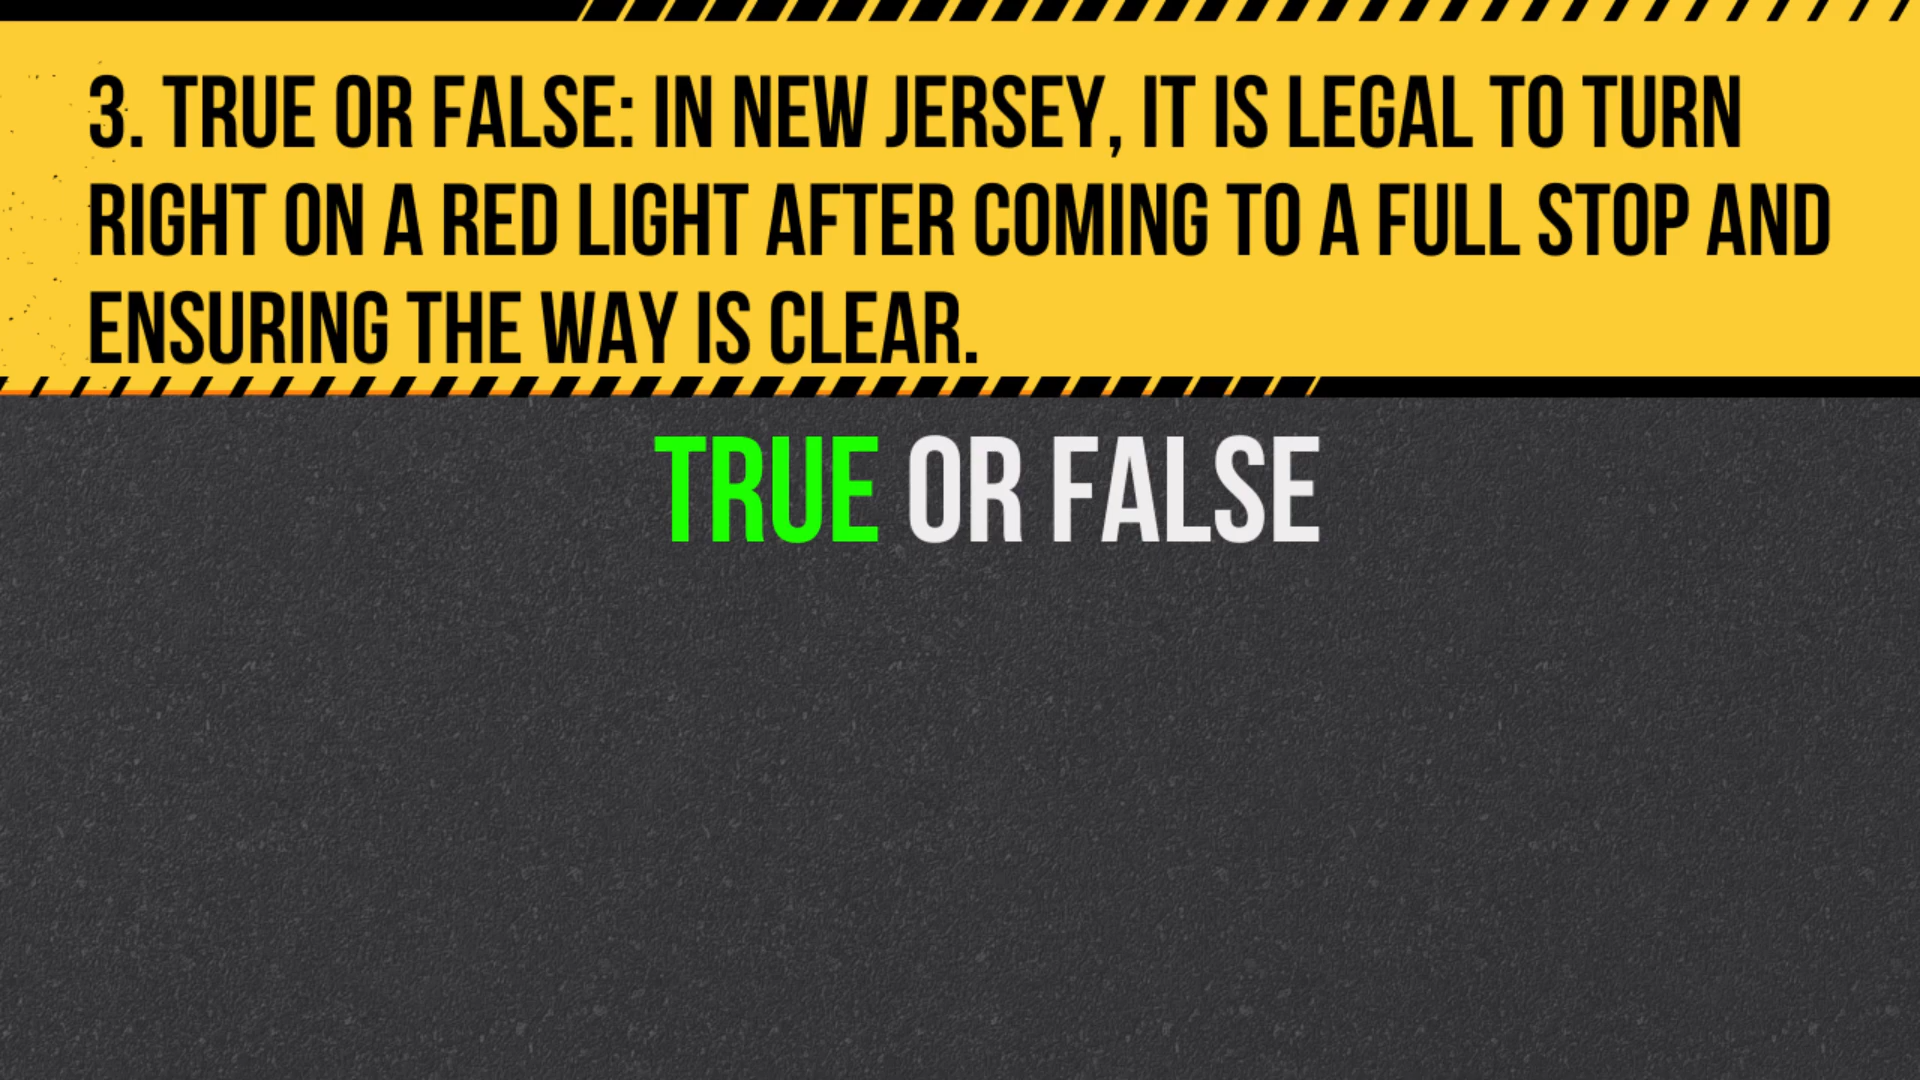 3. TRUE OR FALSE: IN NEW JERSEY, IT IS LEGAL TO TURN
RIGHT ON A RED LIGHT AFTER COMING TO A FULL STOP AND
ENSURING THE WAY IS CLEAR.
TRUE OR FALSE